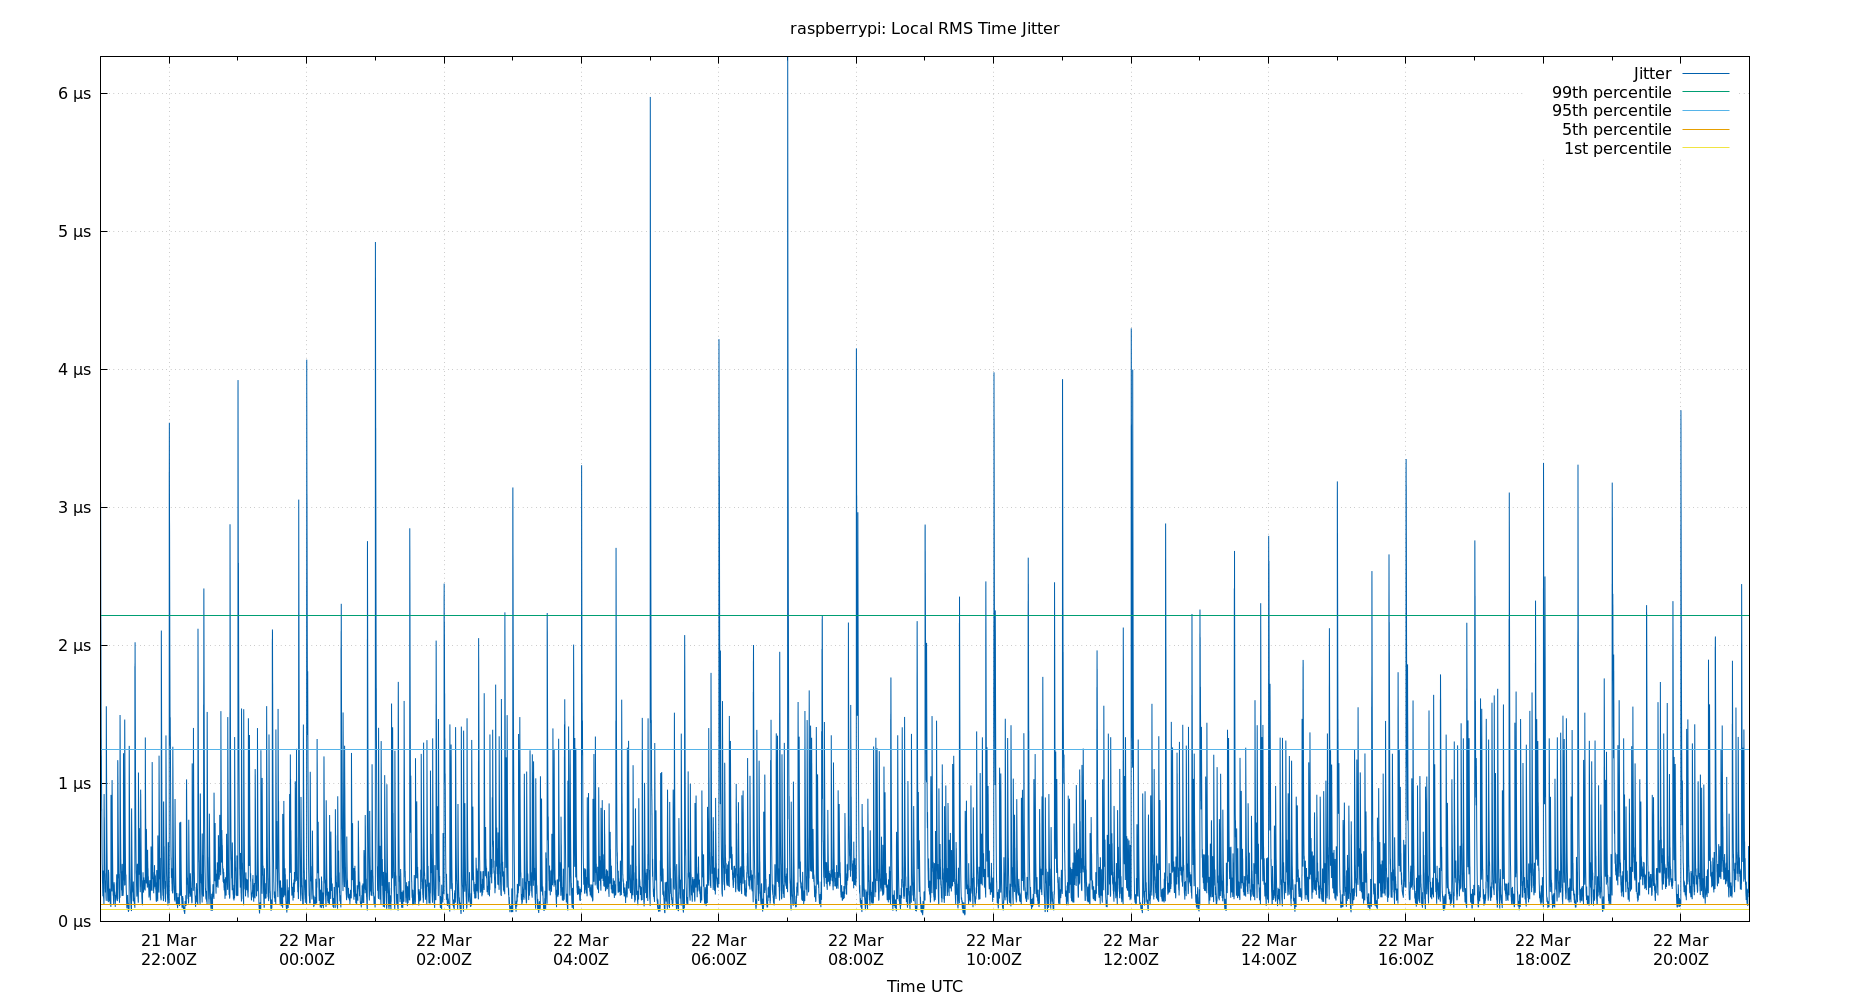 raspberrypi: Local RMS Time Jitter
Jitter
99th percentile
95th percentile
5th percentile
1st percentile
6 μs
5 μs
4 μs
3 μs
2 μs
1 μs
0 μs
21 Mar 22 Mar 22 Mar 22 Mar 22 Mar 22 Mar 22 Mar 22 Mar 22 Mar 22 Mar 22 Mar 22 Mar
22:00Z 00:00Z 02:00Z 04:00Z 06:00Z 08:00Z 10:00Z 12:00Z 14:00Z 16:00Z 18:00Z 20:00Z
Time UTC